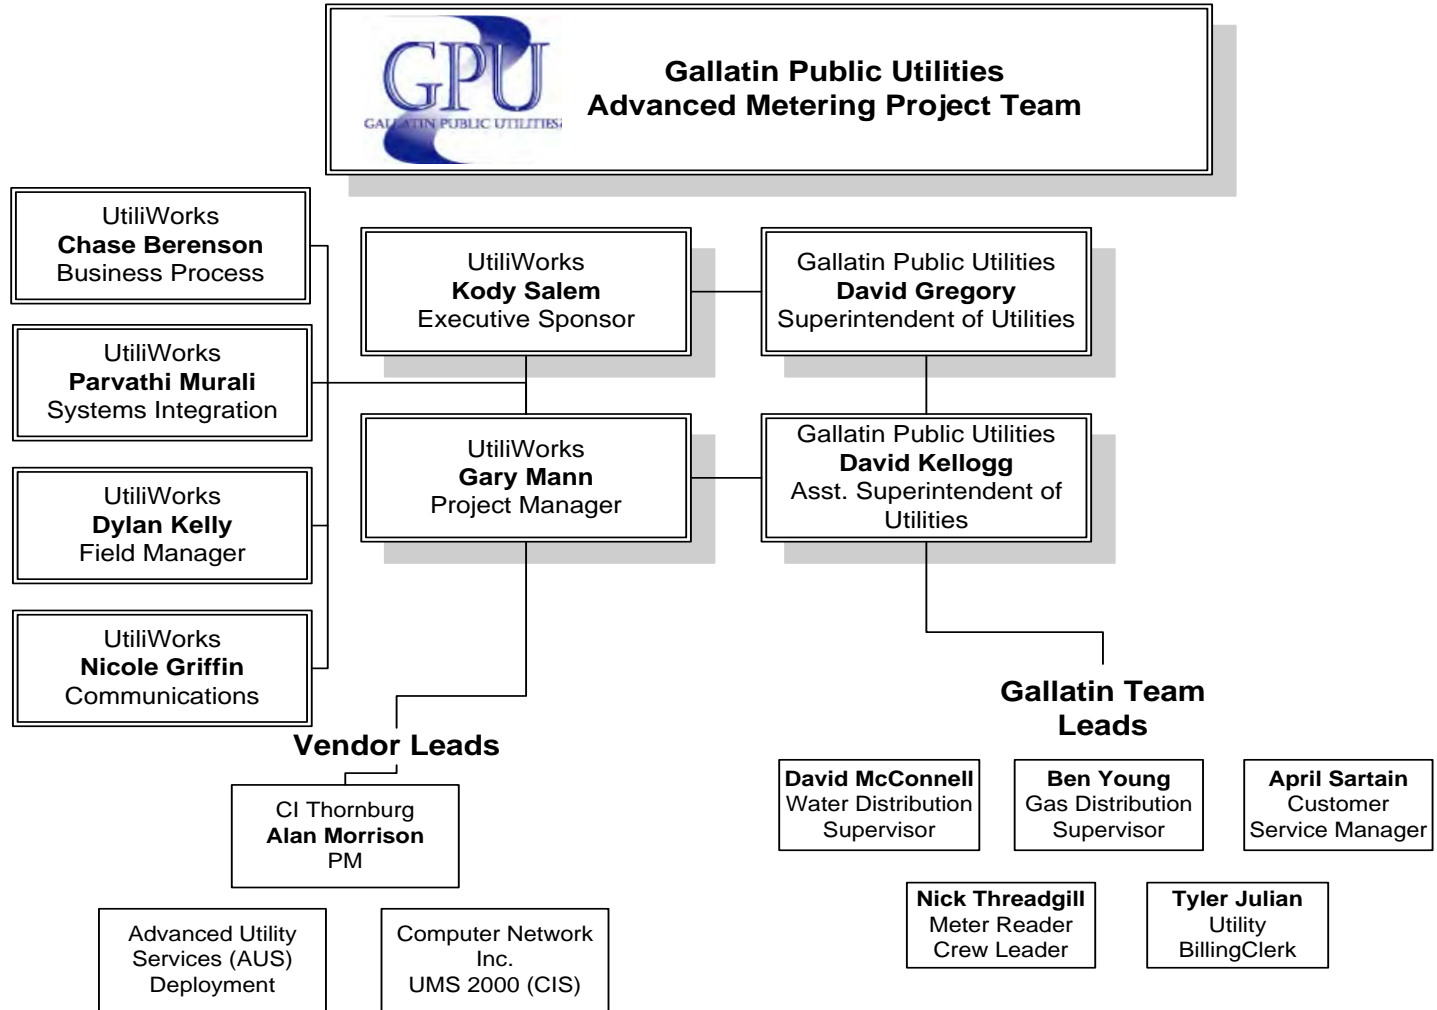 GPU
GALLATIN PUBLIC UTILITIES
Gallatin Public Utilities
Advanced Metering Project Team
UtiliWorks
Chase Berenson
Business Process
UtiliWorks
Kody Salem
Executive Sponsor
Gallatin Public Utilities
David Gregory
Superintendent of Utilities
UtiliWorks
Parvathi Murali
Systems Integration
UtiliWorks
Gary Mann
Project Manager
Gallatin Public Utilities
David Kellogg
Asst. Superintendent of
Utilities
UtiliWorks
Dylan Kelly
Field Manager
UtiliWorks
Nicole Griffin
Communications
Vendor Leads
CI Thornburg
Alan Morrison
PM
Advanced Utility
Services (AUS)
Deployment
Computer Network
Inc.
UMS 2000 (CIS)
Gallatin Team
Leads
David McConnell
Water Distribution
Supervisor
Ben Young
Gas Distribution
Supervisor
April Sartain
Customer
Service Manager
Nick Threadgill
Meter Reader
Crew Leader
Tyler Julian
Utility
BillingClerk